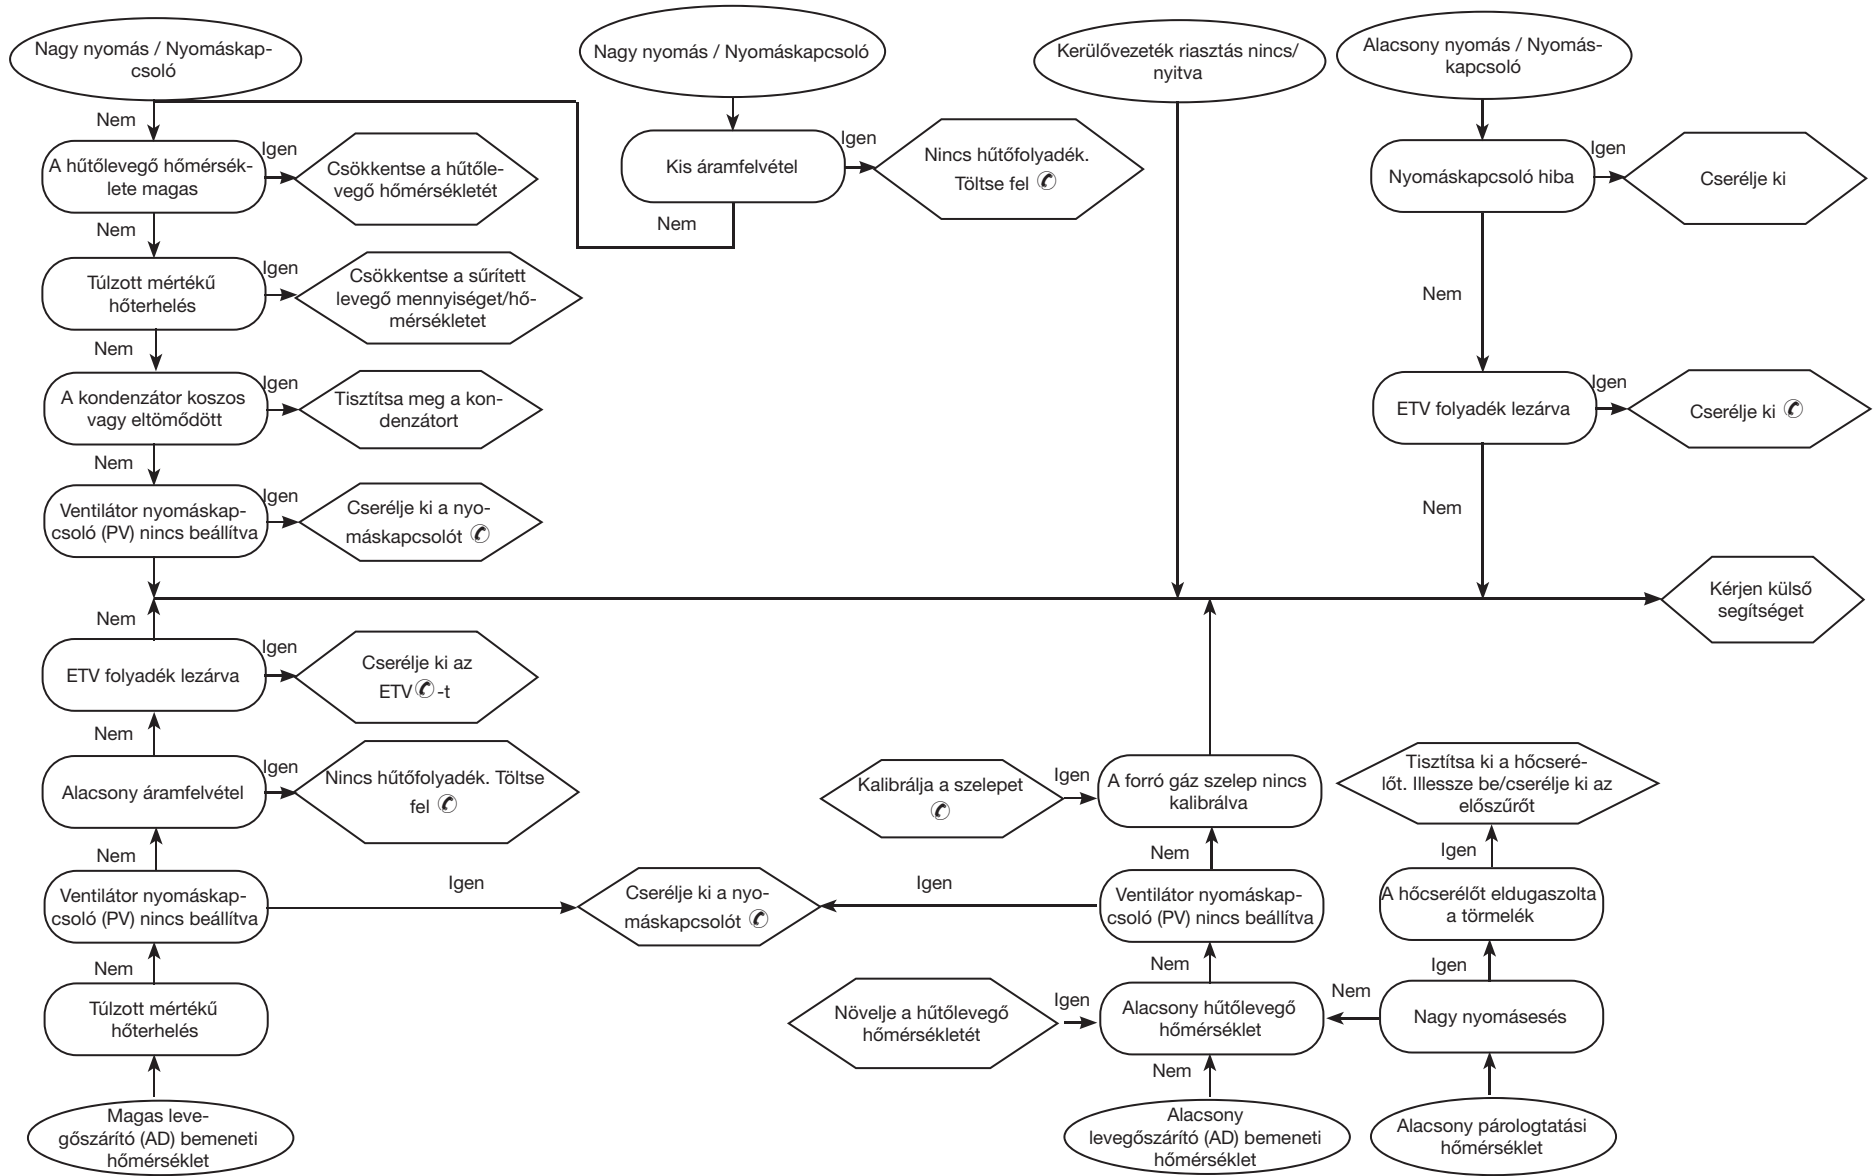 Nagy nyomás / Nyomáskap-
csoló
Nagy nyomás / Nyomáskapcsoló
Kerülővezeték riasztás nincs/
nyitva
Alacsony nyomás / Nyomás-
kapcsoló
Nem
A hűtőlevegő hőmérsék-
lete magas
Igen
Csökkentse a hűtőle-
vegő hőmérsékletét
Kis áramfelvétel
Igen
Nincs hűtőfolyadék.
Töltse fel ✆
Nem
Nyomáskapcsoló hiba
Igen
Cserélje ki
Nem
Túlzott mértékű
hőterhelés
Igen
Csökkentse a sűrített
levegő mennyiséget/hő-
mérsékletet
Nem
Nem
A kondenzátor koszos
vagy eltömődött
Igen
Tisztítsa meg a kon-
denzátort
ETV folyadék lezárva
Igen
Cserélje ki ✆
Nem
Ventilátor nyomáskap-
csoló (PV) nincs beállítva
Igen
Cserélje ki a nyo-
máskapcsolót ✆
Nem
Kérjen külső
segítséget
Nem
ETV folyadék lezárva
Igen
Cserélje ki az
ETV✆-t
Nem
Alacsony áramfelvétel
Igen
Nincs hűtőfolyadék. Töltse
fel ✆
Kalibrálja a szelepet
✆
Igen
A forró gáz szelep nincs
kalibrálva
Tisztítsa ki a hőcseré-
lőt. Illessze be/cserélje ki az
előszűrőt
Nem
Nem
Igen
Ventilátor nyomáskap-
csoló (PV) nincs beállítva
Igen
Cserélje ki a nyo-
máskapcsolót ✆
Igen
Ventilátor nyomáskap-
csoló (PV) nincs beállítva
A hőcserélőt eldugaszolta
a törmelék
Nem
Nem
Igen
Túlzott mértékű
hőterhelés
Növelje a hűtőlevegő
hőmérsékletét
Igen
Alacsony hűtőlevegő
hőmérséklet
Nem
Nagy nyomásesés
Nem
Magas leve-
gőszárító (AD) bemeneti
hőmérséklet
Alacsony
levegőszárító (AD) bemeneti
hőmérséklet
Alacsony párologtatási
hőmérséklet